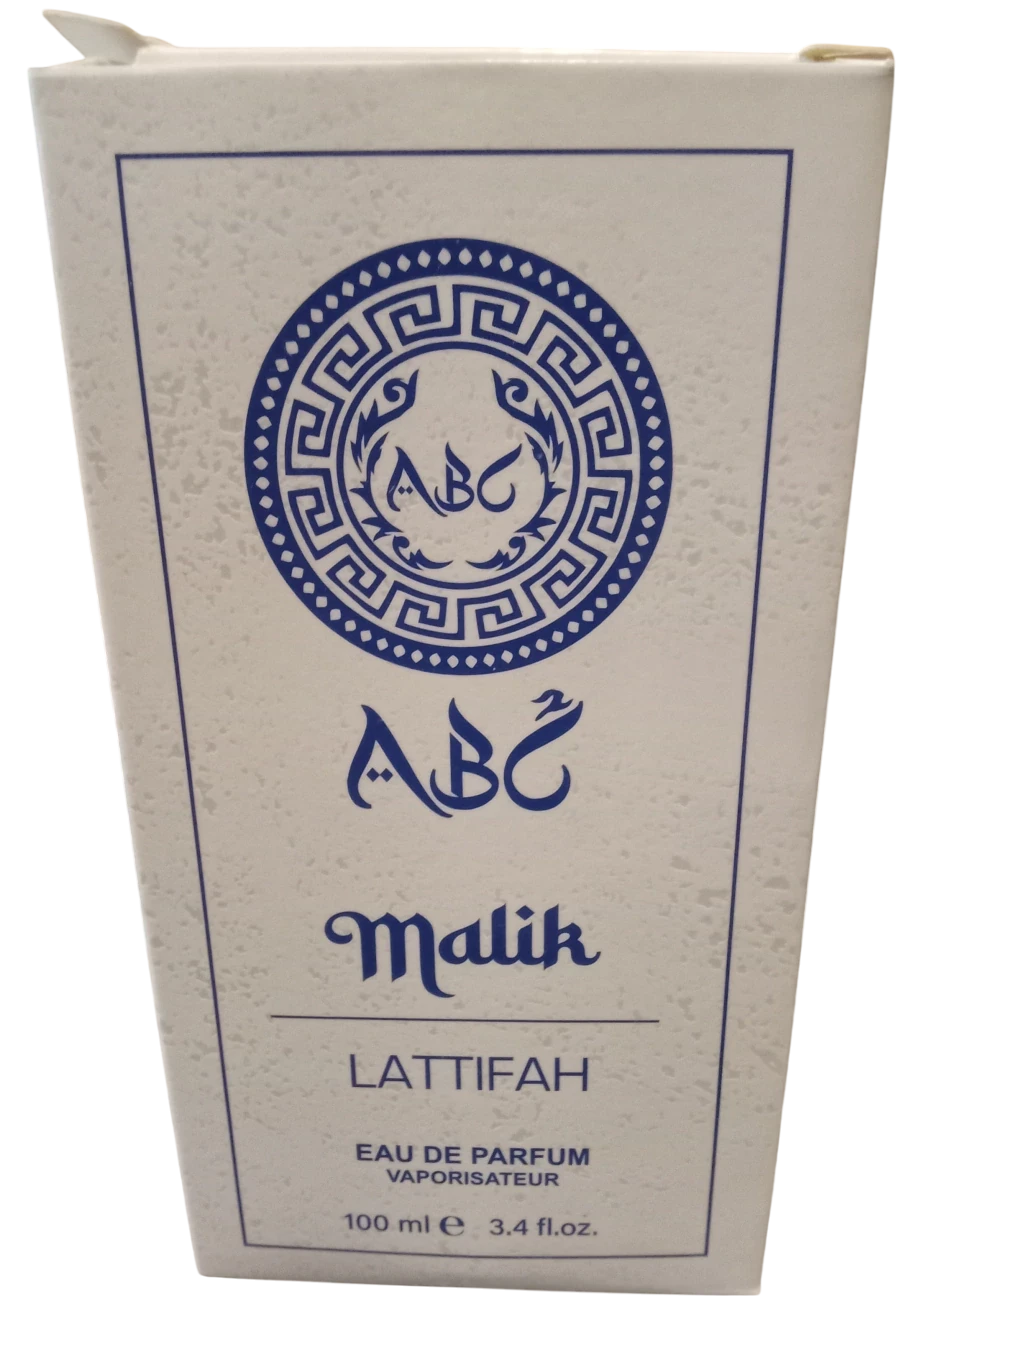 ABC
ABC
Malik
LATTIFAH
EAU DE PARFUM
VAPORISATEUR
100 ml ℮ 3.4 fl.oz.